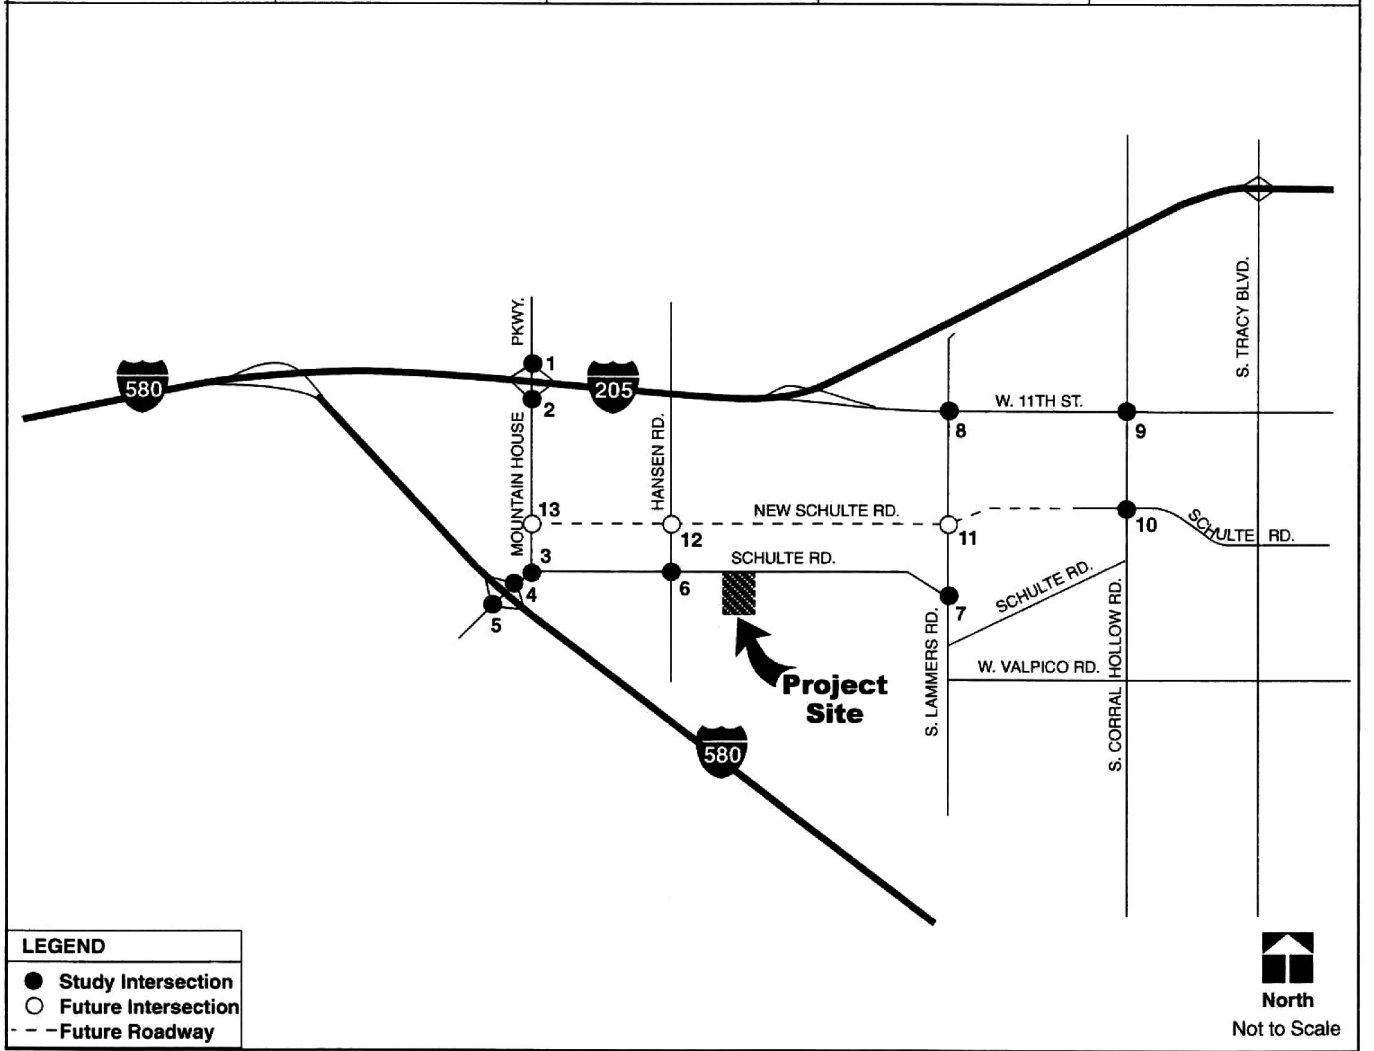 S. TRACY BLVD.
PKWY.
1
580
205
2
W. 11TH ST.
8
9
MOUNTAIN HOUSE
HANSEN RD.
13
NEW SCHULTE RD.
12
11
10
SCHULTE RD.
3
SCHULTE RD.
4
6
5
7
SCHULTE RD.
S. LAMMERS RD.
W. VALPICO RD.
S. CORRAL HOLLOW RD.
Project
Site
580
LEGEND
Study Intersection
Future Intersection
Future Roadway
North
Not to Scale